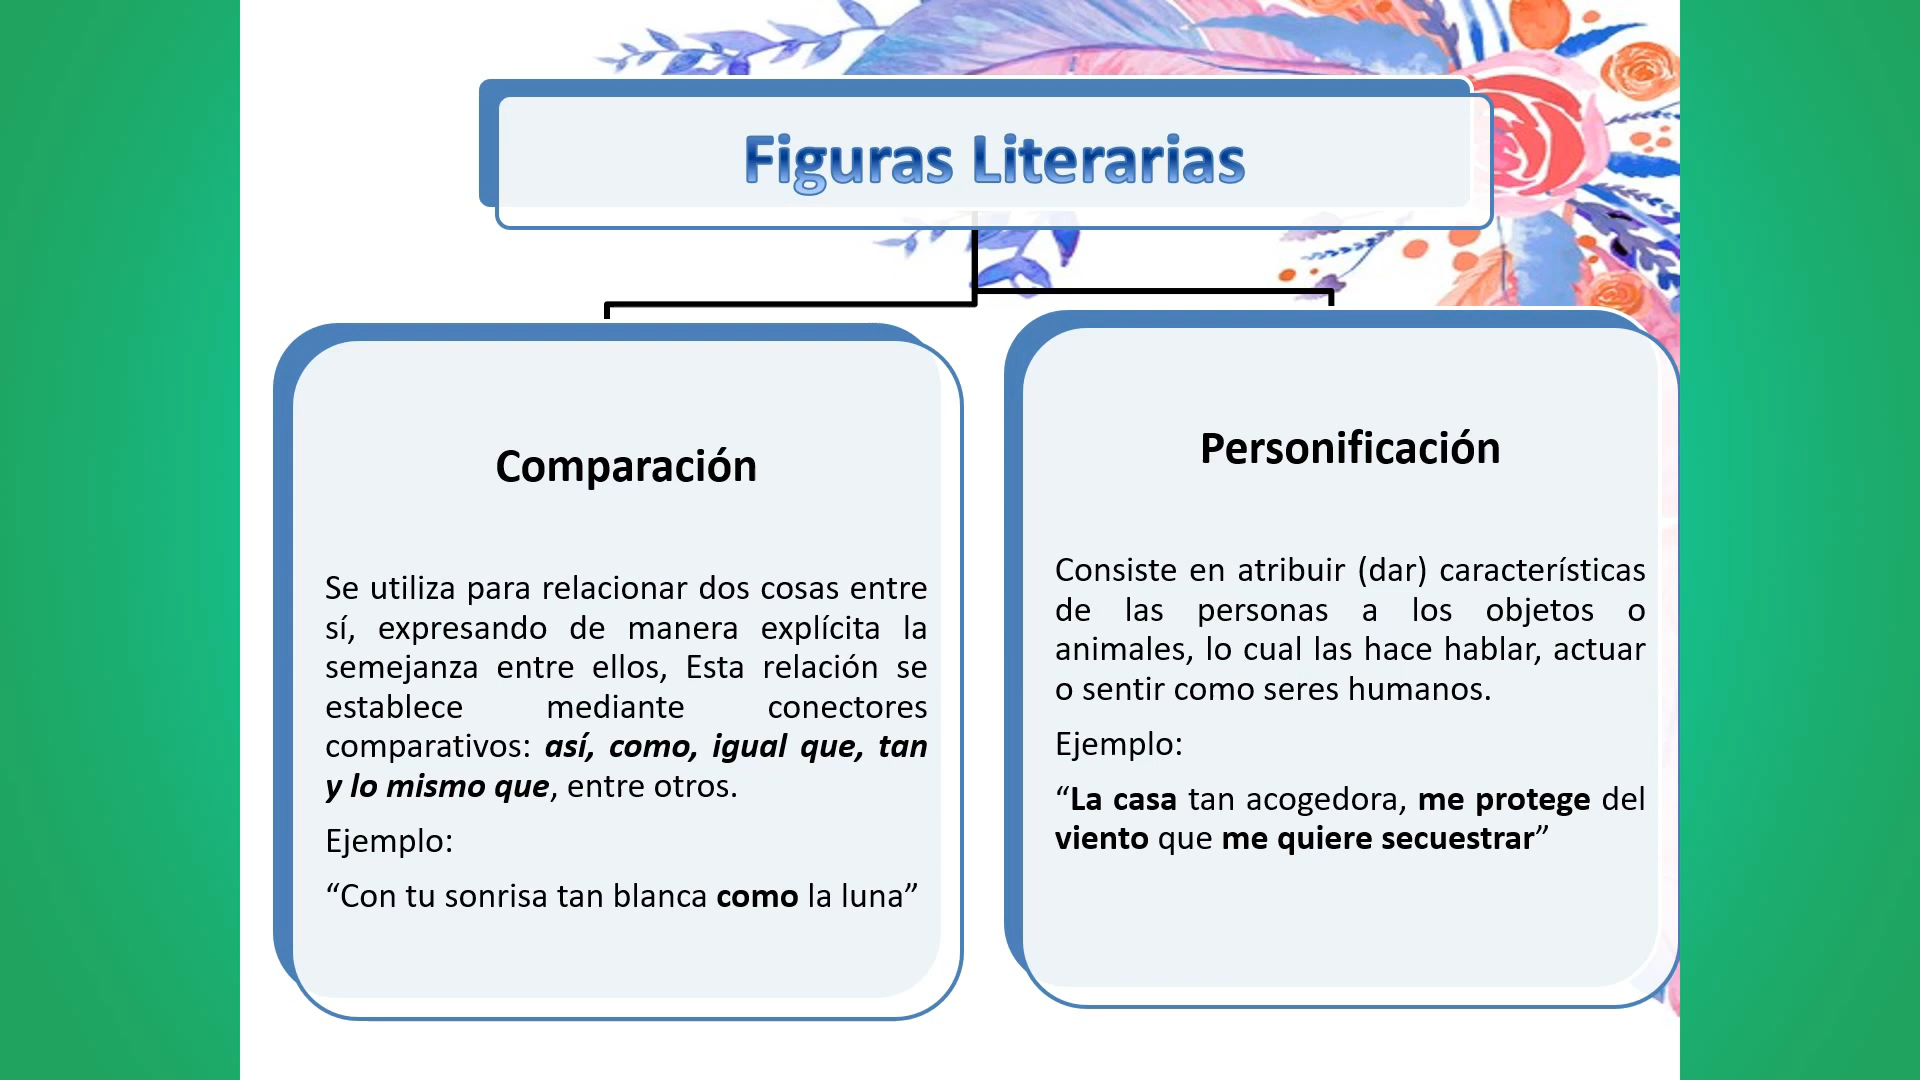 Figuras Literarias
Comparación
Se utiliza para relacionar dos cosas entre
sí, expresando de manera explícita la
semejanza entre ellos, Esta relación se
establece mediante conectores
comparativos: así, como, igual que, tan
y lo mismo que, entre otros.
Ejemplo:
“Con tu sonrisa tan blanca como la luna”
Personificación
Consiste en atribuir (dar) características
de las personas a los objetos o
animales, lo cual las hace hablar, actuar
o sentir como seres humanos.
Ejemplo:
“La casa tan acogedora, me protege del
viento que me quiere secuestrar”